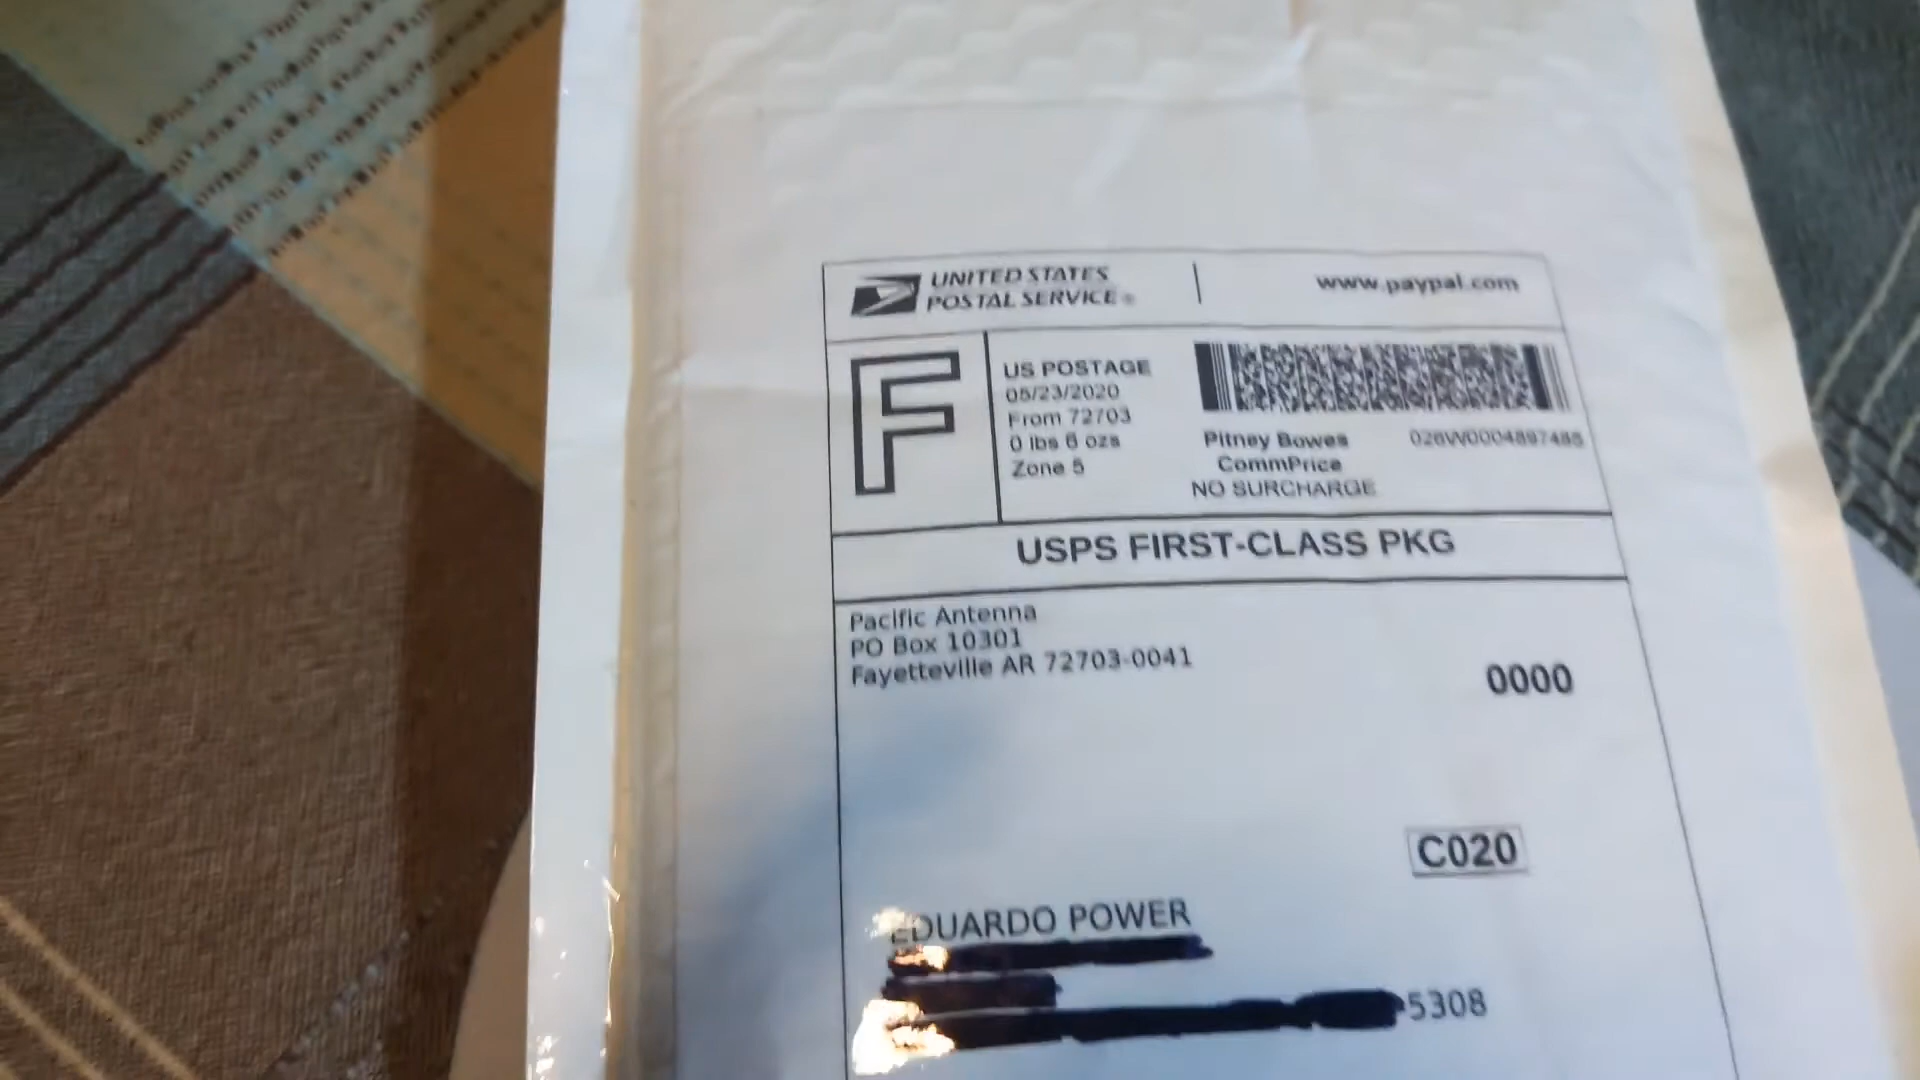 UNITED STATES
POSTAL SERVICE®
www.paypal.com
F
US POSTAGE
05/23/2020
From 72703
0 lbs 6 ozs
Zone 5
Pitney Bowes
CommPrice
NO SURCHARGE
026W0004897485
USPS FIRST-CLASS PKG
Pacific Antenna
PO Box 10301
Fayetteville AR 72703-0041
0000
C020
EDUARDO POWER
5308